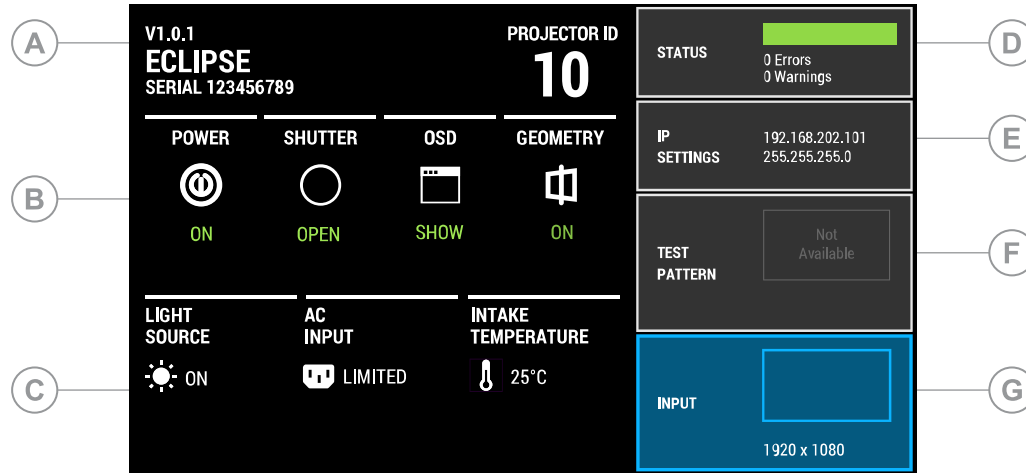 A
V1.0.1
ECLIPSE
SERIAL 123456789
PROJECTOR ID
10
B
POWER
ON
SHUTTER
OPEN
OSD
SHOW
GEOMETRY
ON
C
LIGHT
SOURCE
ON
AC
INPUT
LIMITED
INTAKE
TEMPERATURE
25°C
STATUS
0 Errors
0 Warnings
D
IP
SETTINGS
192.168.202.101
255.255.255.0
E
TEST
PATTERN
Not
Available
F
INPUT
1920 x 1080
G